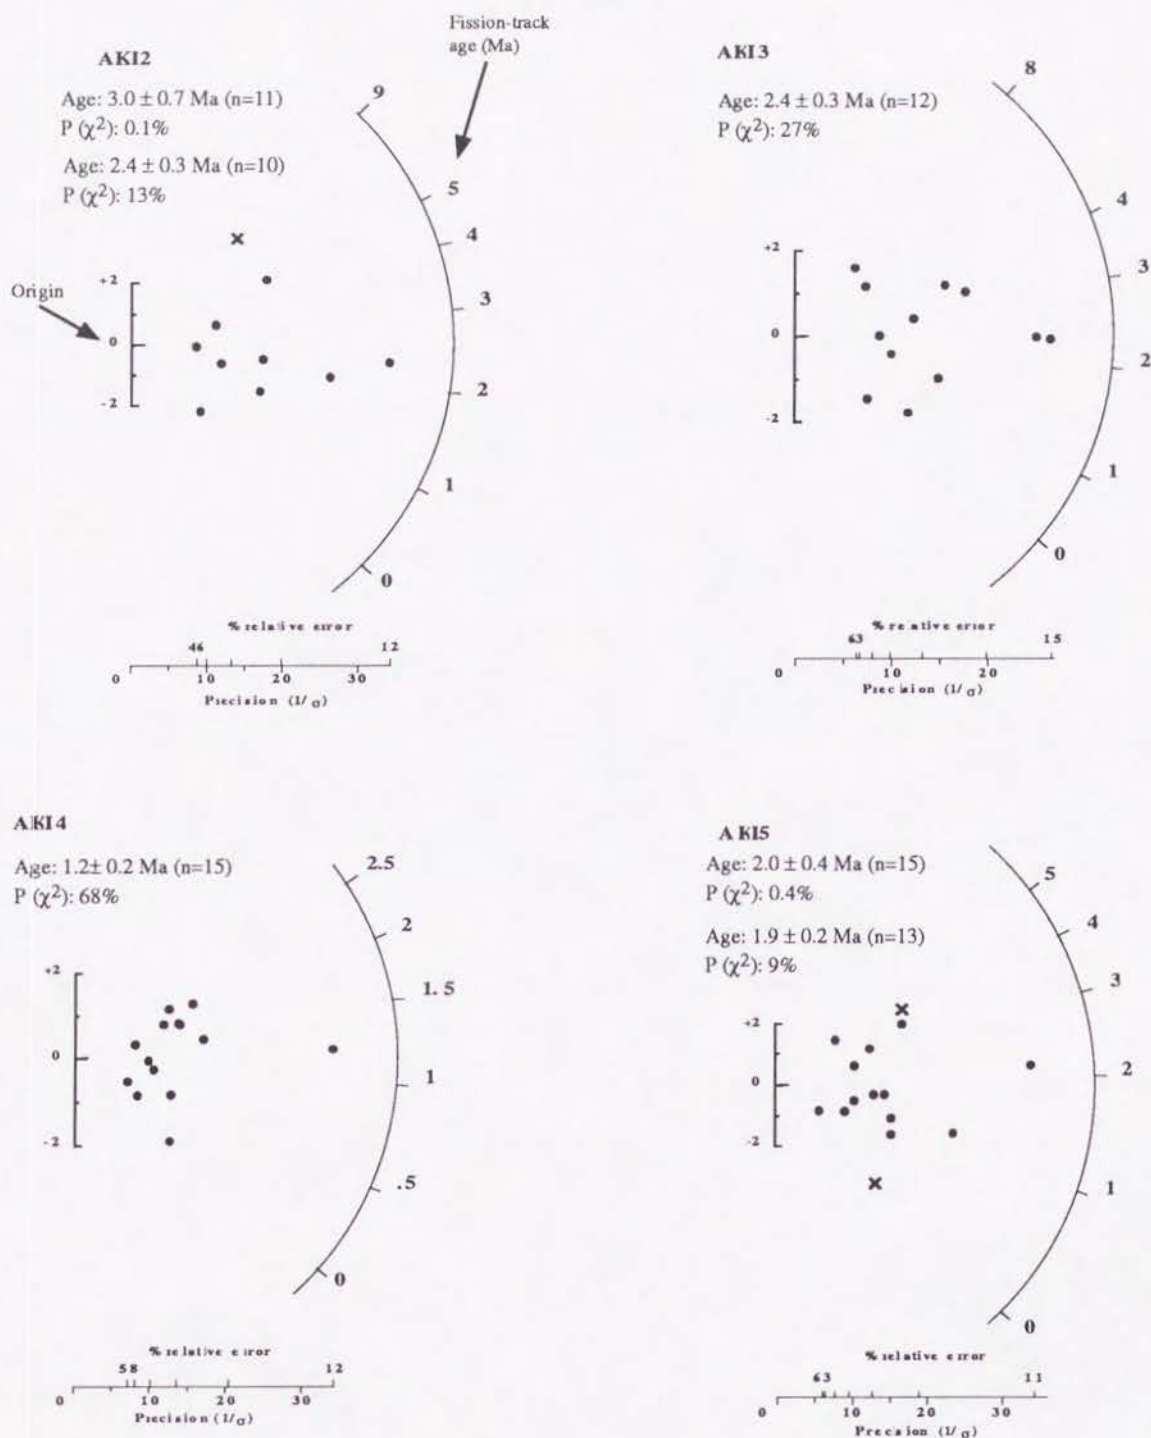 Fission-track
age (Ma)
AKI2
Age: 3.0 ± 0.7 Ma (n=11)
P (χ²): 0.1%
Age: 2.4 ± 0.3 Ma (n=10)
P (χ²): 13%
Origin
+2
0
-2
9
5
4
3
2
1
0
% relative error
46 12
0 10 20 30
Precision (1/σ)
AKI3
Age: 2.4 ± 0.3 Ma (n=12)
P (χ²): 27%
+2
0
-2
8
4
3
2
1
0
% relative error
63 15
0 10 20
Precision (1/σ)
AKI4
Age: 1.2± 0.2 Ma (n=15)
P (χ²): 68%
+2
0
-2
2.5
2
1.5
1
.5
0
% relative error
58 12
0 10 20 30
Precision (1/σ)
AKI5
Age: 2.0 ± 0.4 Ma (n=15)
P (χ²): 0.4%
Age: 1.9 ± 0.2 Ma (n=13)
P (χ²): 9%
+2
0
-2
5
4
3
2
1
0
% relative error
63 11
0 10 20 30
Precision (1/σ)